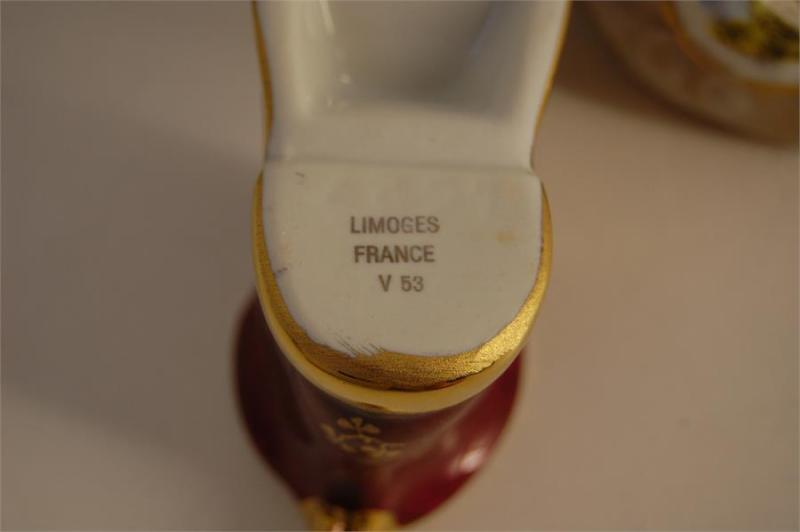 LIMOGES
FRANCE
V 53